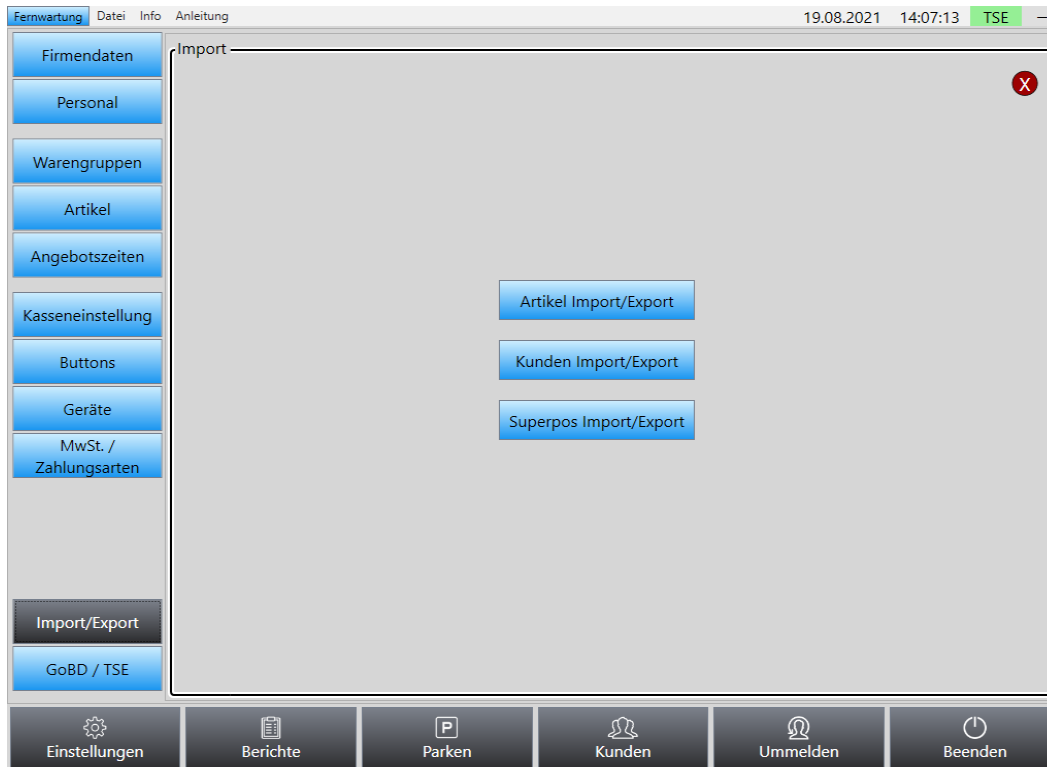 Fernwartung Datei Info Anleitung 19.08.2021 14:07:13 TSE
Firmendaten
Personal
Warengruppen
Artikel
Angebotszeiten
Kasseneinstellung
Buttons
Geräte
MwSt. /
Zahlungsarten
Import/Export
GoBD / TSE
Import
X
Artikel Import/Export
Kunden Import/Export
Superpos Import/Export
Einstellungen
Berichte
P
Parken
Kunden
Ummelden
Beenden